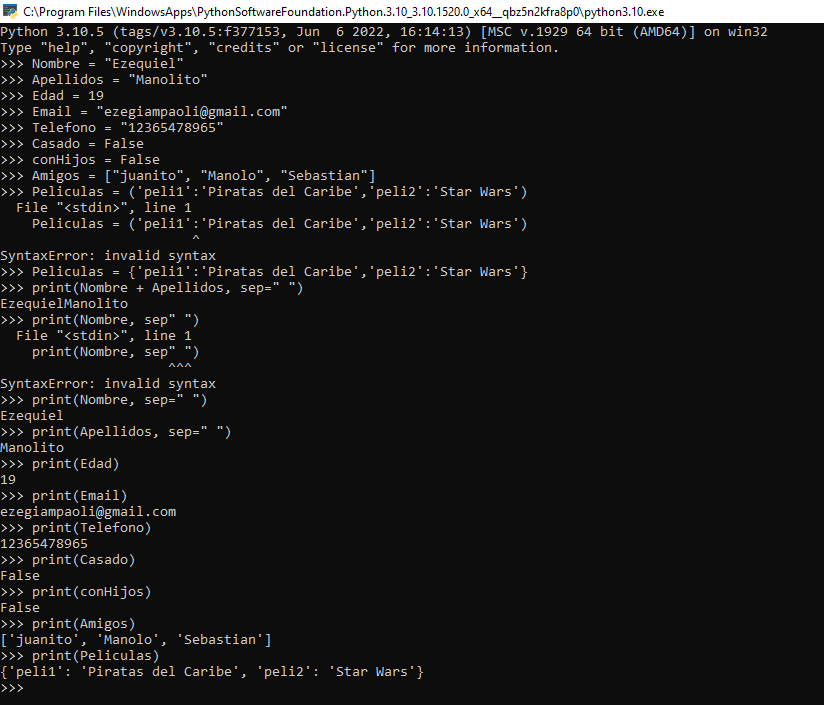 C:\Program Files\WindowsApps\PythonSoftwareFoundation.Python.3.10_3.10.1520.0_x64__qbz5n2kfra8p0\python3.10.exe
Python 3.10.5 (tags/v3.10.5:f377153, Jun  6 2022, 16:14:13) [MSC v.1929 64 bit (AMD64)] on win32
Type "help", "copyright", "credits" or "license" for more information.
>>> Nombre = "Ezequiel"
>>> Apellidos = "Manolito"
>>> Edad = 19
>>> Email = "ezegiampaoli@gmail.com"
>>> Telefono = "12365478965"
>>> Casado = False
>>> conHijos = False
>>> Amigos = ["juanito", "Manolo", "Sebastian"]
>>> Peliculas = ('peli1':'Piratas del Caribe','peli2':'Star Wars')
  File "<stdin>", line 1
    Peliculas = ('peli1':'Piratas del Caribe','peli2':'Star Wars')
                        ^
SyntaxError: invalid syntax
>>> Peliculas = {'peli1':'Piratas del Caribe','peli2':'Star Wars'}
>>> print(Nombre + Apellidos, sep=" ")
EzequielManolito
>>> print(Nombre, sep" ")
  File "<stdin>", line 1
    print(Nombre, sep" ")
                     ^^^
SyntaxError: invalid syntax
>>> print(Nombre, sep=" ")
Ezequiel
>>> print(Apellidos, sep=" ")
Manolito
>>> print(Edad)
19
>>> print(Email)
ezegiampaoli@gmail.com
>>> print(Telefono)
12365478965
>>> print(Casado)
False
>>> print(conHijos)
False
>>> print(Amigos)
['juanito', 'Manolo', 'Sebastian']
>>> print(Peliculas)
{'peli1': 'Piratas del Caribe', 'peli2': 'Star Wars'}
>>>